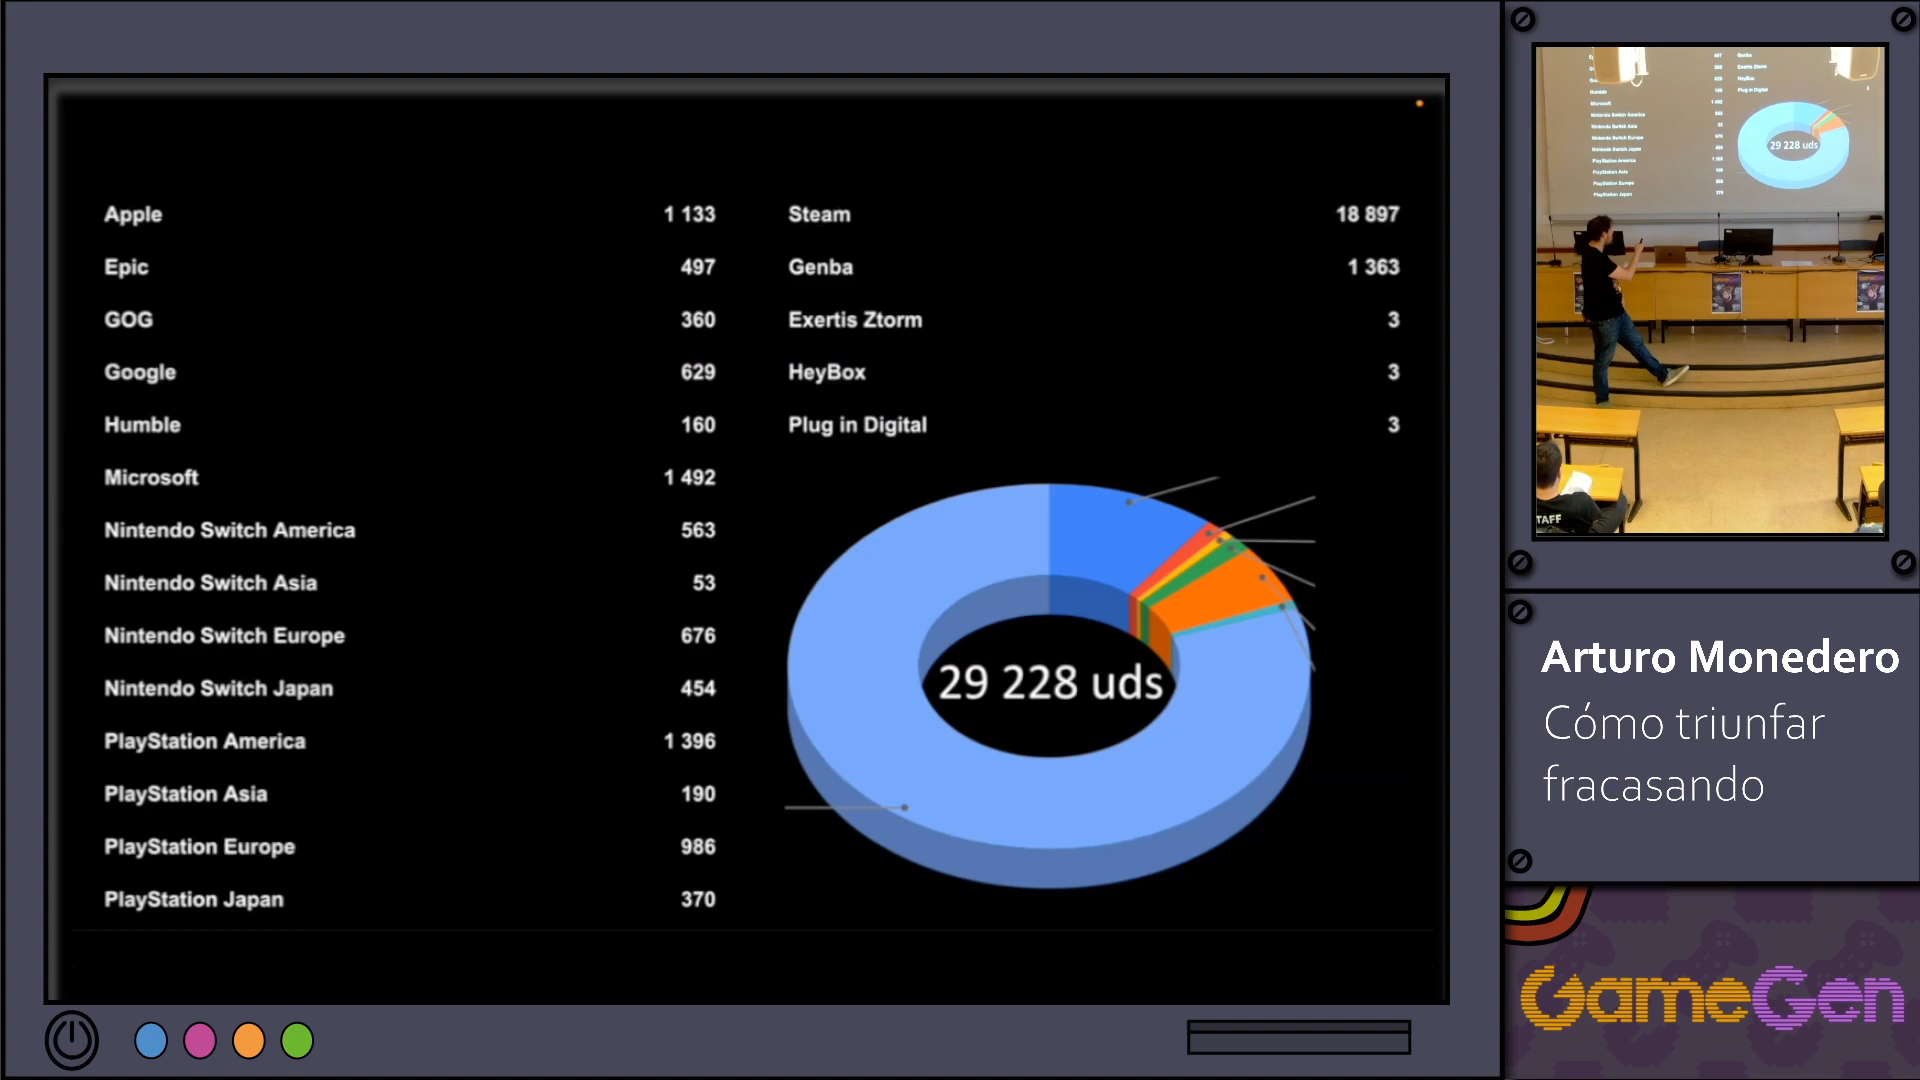 Apple 1 133
Epic 497
GOG 360
Google 629
Humble 160
Microsoft 1 492
Nintendo Switch America 563
Nintendo Switch Asia 53
Nintendo Switch Europe 676
Nintendo Switch Japan 454
PlayStation America 1 396
PlayStation Asia 190
PlayStation Europe 986
PlayStation Japan 370
Steam 18 897
Genba 1 363
Exertis Ztorm 3
HeyBox 3
Plug in Digital 3
29 228 uds
29 228 uds
TAFF
Arturo Monedero
Cómo triunfar
fracasando
GameGen